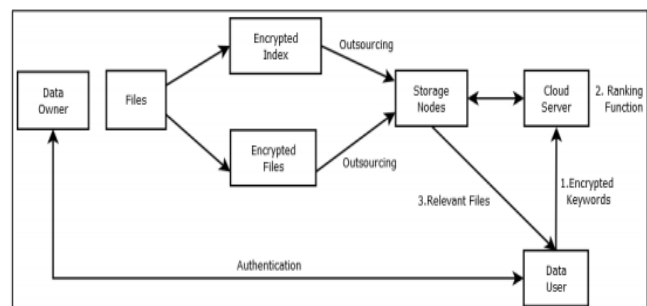 Encrypted
Index
Outsourcing
Data
Owner
Files
Storage
Nodes
Cloud
Server
2. Ranking
Function
Encrypted
Files
Outsourcing
3.Relevant Files
1.Encrypted
Keywords
Authentication
Data
User